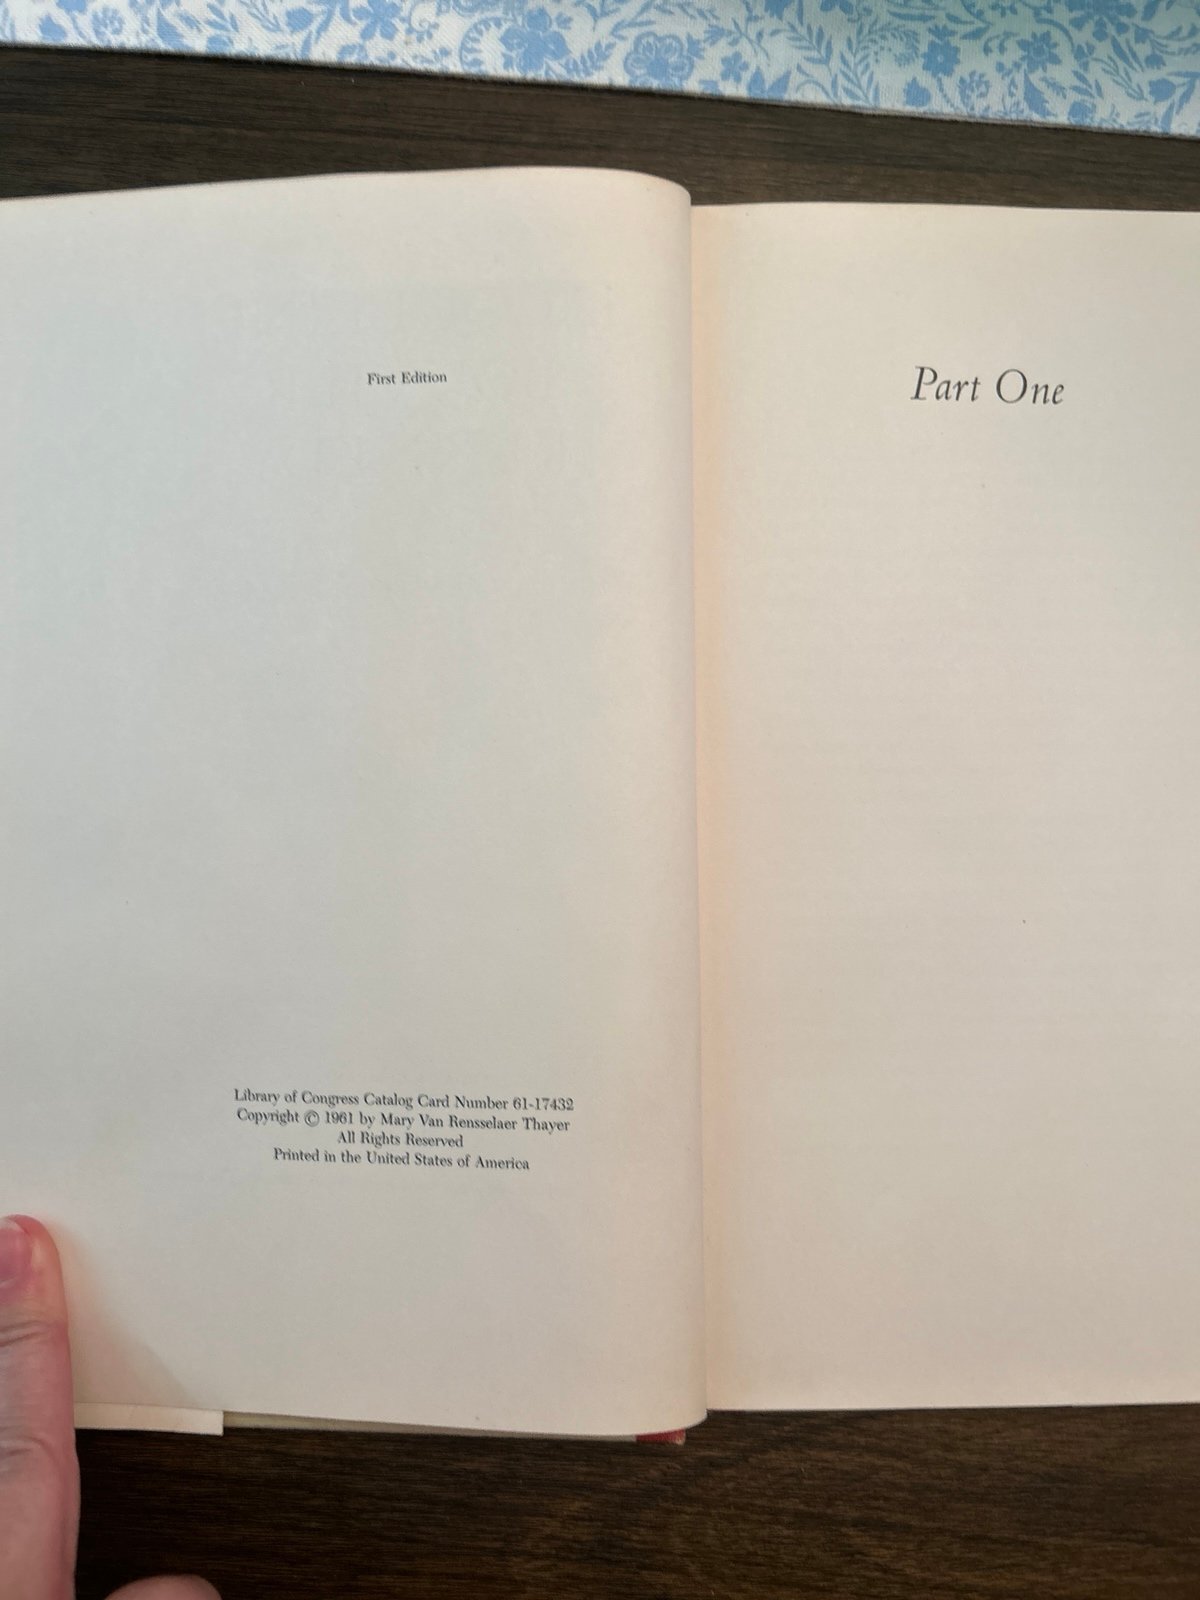 First Edition
Library of Congress Catalog Card Number 61-17432
Copyright © 1961 by Mary Van Rensselaer Thayer
All Rights Reserved
Printed in the United States of America
Part One